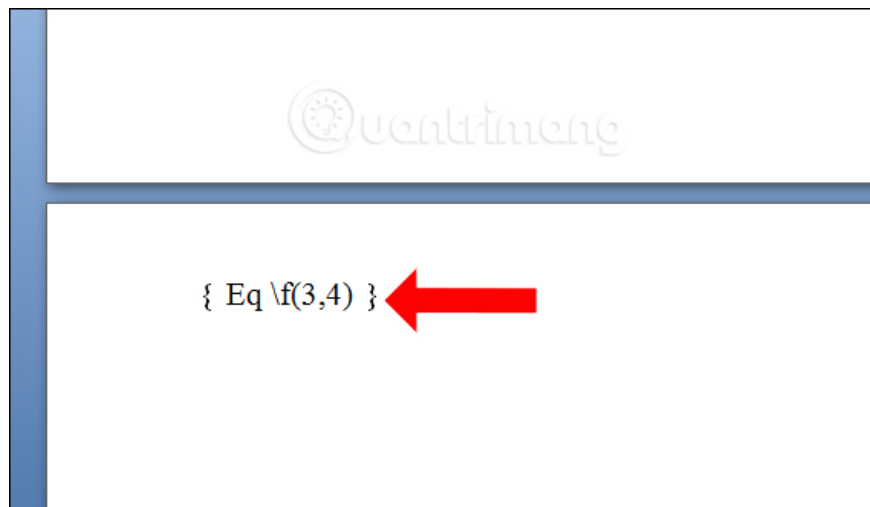 Quantrimang
{ Eq \f(3,4) }